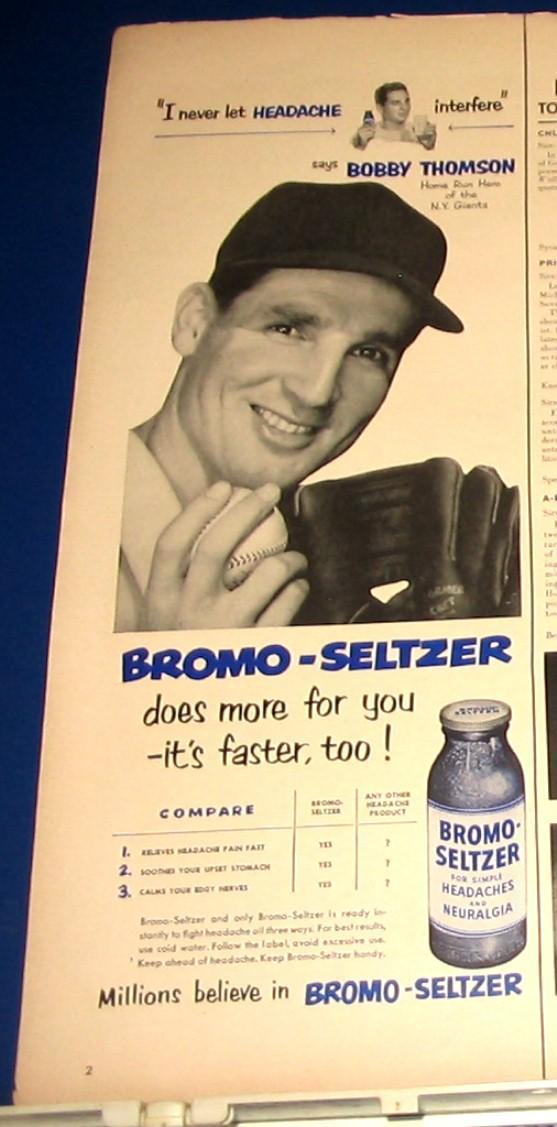 "I never let HEADACHE interfere"
says BOBBY THOMSON
Home Run Hero
of the
N.Y. Giants
BROMO-SELTZER
does more for you
-it's faster, too!
COMPARE
BROMO-
SELTZER
ANY OTHER
HEADACHE
PRODUCT
1. RELIEVES HEADACHE PAIN FAST YES ?
2. SOOTHES YOUR UPSET STOMACH YES ?
3. CALMS YOUR EDGY NERVES YES ?
Bromo-Seltzer and only Bromo-Seltzer is ready in-
stantly to fight headache all three ways. For best results,
use cold water. Follow the label, avoid excessive use.
Keep ahead of headache. Keep Bromo-Seltzer handy.
BROMO-
SELTZER
FOR SIMPLE
HEADACHES
AND
NEURALGIA
Millions believe in BROMO-SELTZER
2